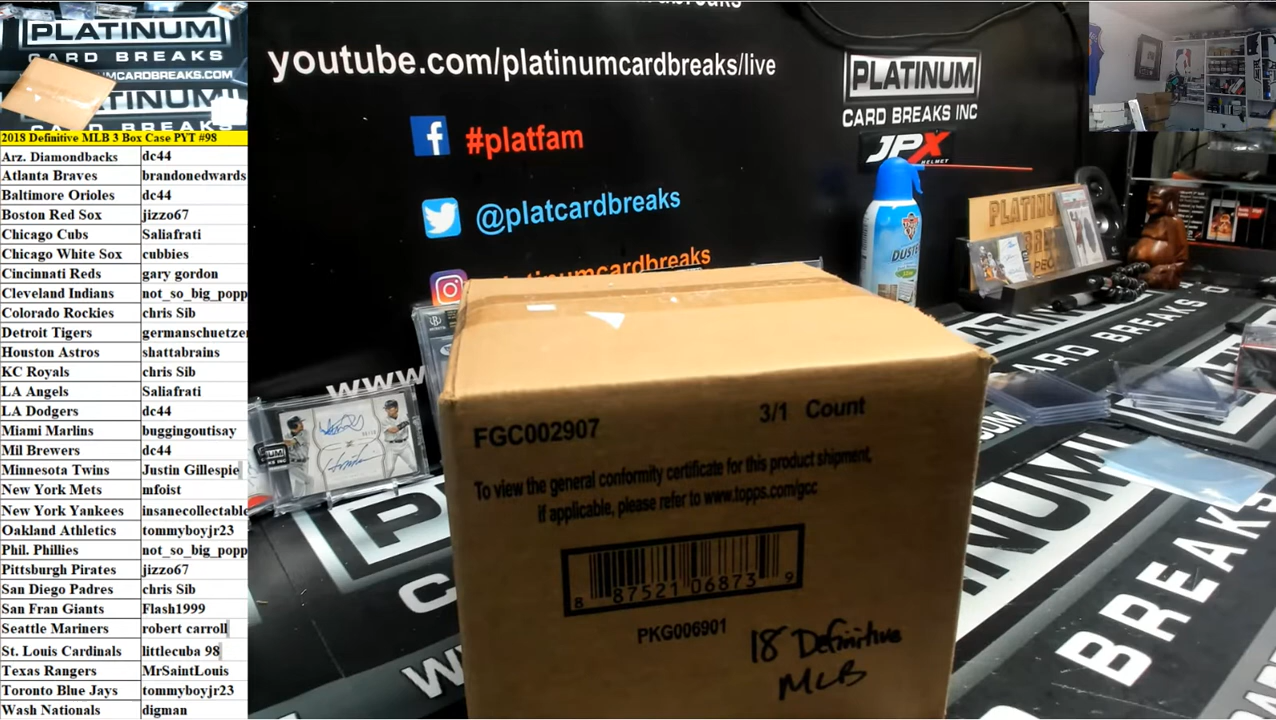 PLATINUM
CARD BREAKS
2018 Definitive MLB 3 Box Case PYT #98
Arz. Diamondbacks dc44
Atlanta Braves brandonedwards
Baltimore Orioles dc44
Boston Red Sox jizzo67
Chicago Cubs Saliafrati
Chicago White Sox cubbies
Cincinnati Reds gary gordon
Cleveland Indians not_so_big_popp
Colorado Rockies chris Sib
Detroit Tigers germanschuetzer
Houston Astros shattabrains
KC Royals chris Sib
LA Angels Saliafrati
LA Dodgers dc44
Miami Marlins buggingoutisay
Mil Brewers dc44
Minnesota Twins Justin Gillespie
New York Mets mfoist
New York Yankees insanecollectable
Oakland Athletics tommyboyjr23
Phil. Phillies not_so_big_popp
Pittsburgh Pirates jizzo67
San Diego Padres chris Sib
San Fran Giants Flash1999
Seattle Mariners robert carroll
St. Louis Cardinals littlecuba 98
Texas Rangers MrSaintLouis
Toronto Blue Jays tommyboyjr23
Wash Nationals digman
youtube.com/platinumcardbreaks/live
#platfam
@platcardbreaks
platinumcardbreaks
www
PLATINUM
CARD BREAKS INC
JPX
HELMET
DUSTE
FGC002907
3/1 Count
To view the general conformity certificate for this product shipment,
if applicable, please refer to www.topps.com/gcc
8 87521 06873 9
PKG006901
18 Definitive
MLB
CARD BREAKS
BREAKS